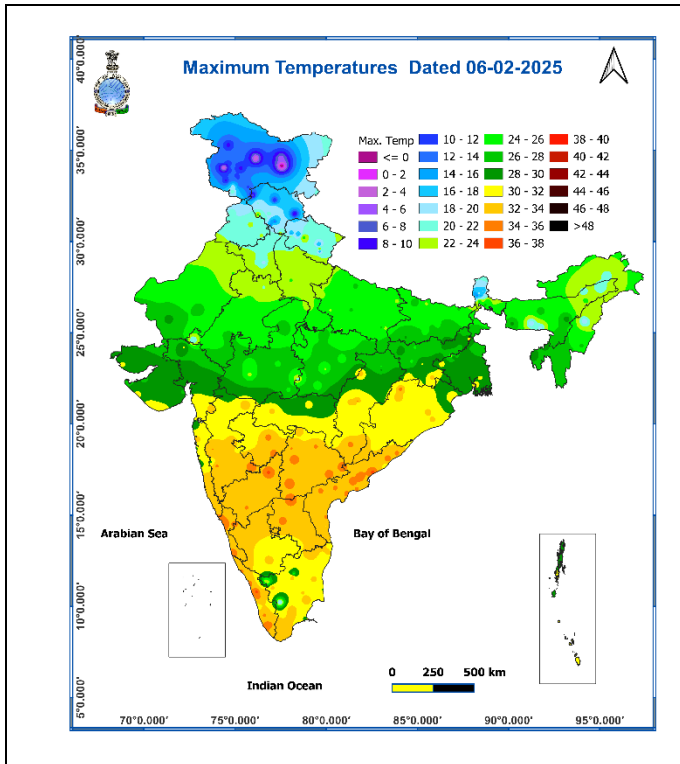 Maximum Temperatures Dated 06-02-2025
Max. Temp
<= 0
0 - 2
2 - 4
4 - 6
6 - 8
8 - 10
10 - 12
12 - 14
14 - 16
16 - 18
18 - 20
20 - 22
22 - 24
24 - 26
26 - 28
28 - 30
30 - 32
32 - 34
34 - 36
36 - 38
38 - 40
40 - 42
42 - 44
44 - 46
46 - 48
>48
40°0.000'
35°0.000'
30°0.000'
25°0.000'
20°0.000'
15°0.000'
10°0.000'
5°0.000'
Arabian Sea
Bay of Bengal
Indian Ocean
0 250 500 km
70°0.000' 75°0.000' 80°0.000' 85°0.000' 90°0.000' 95°0.000'